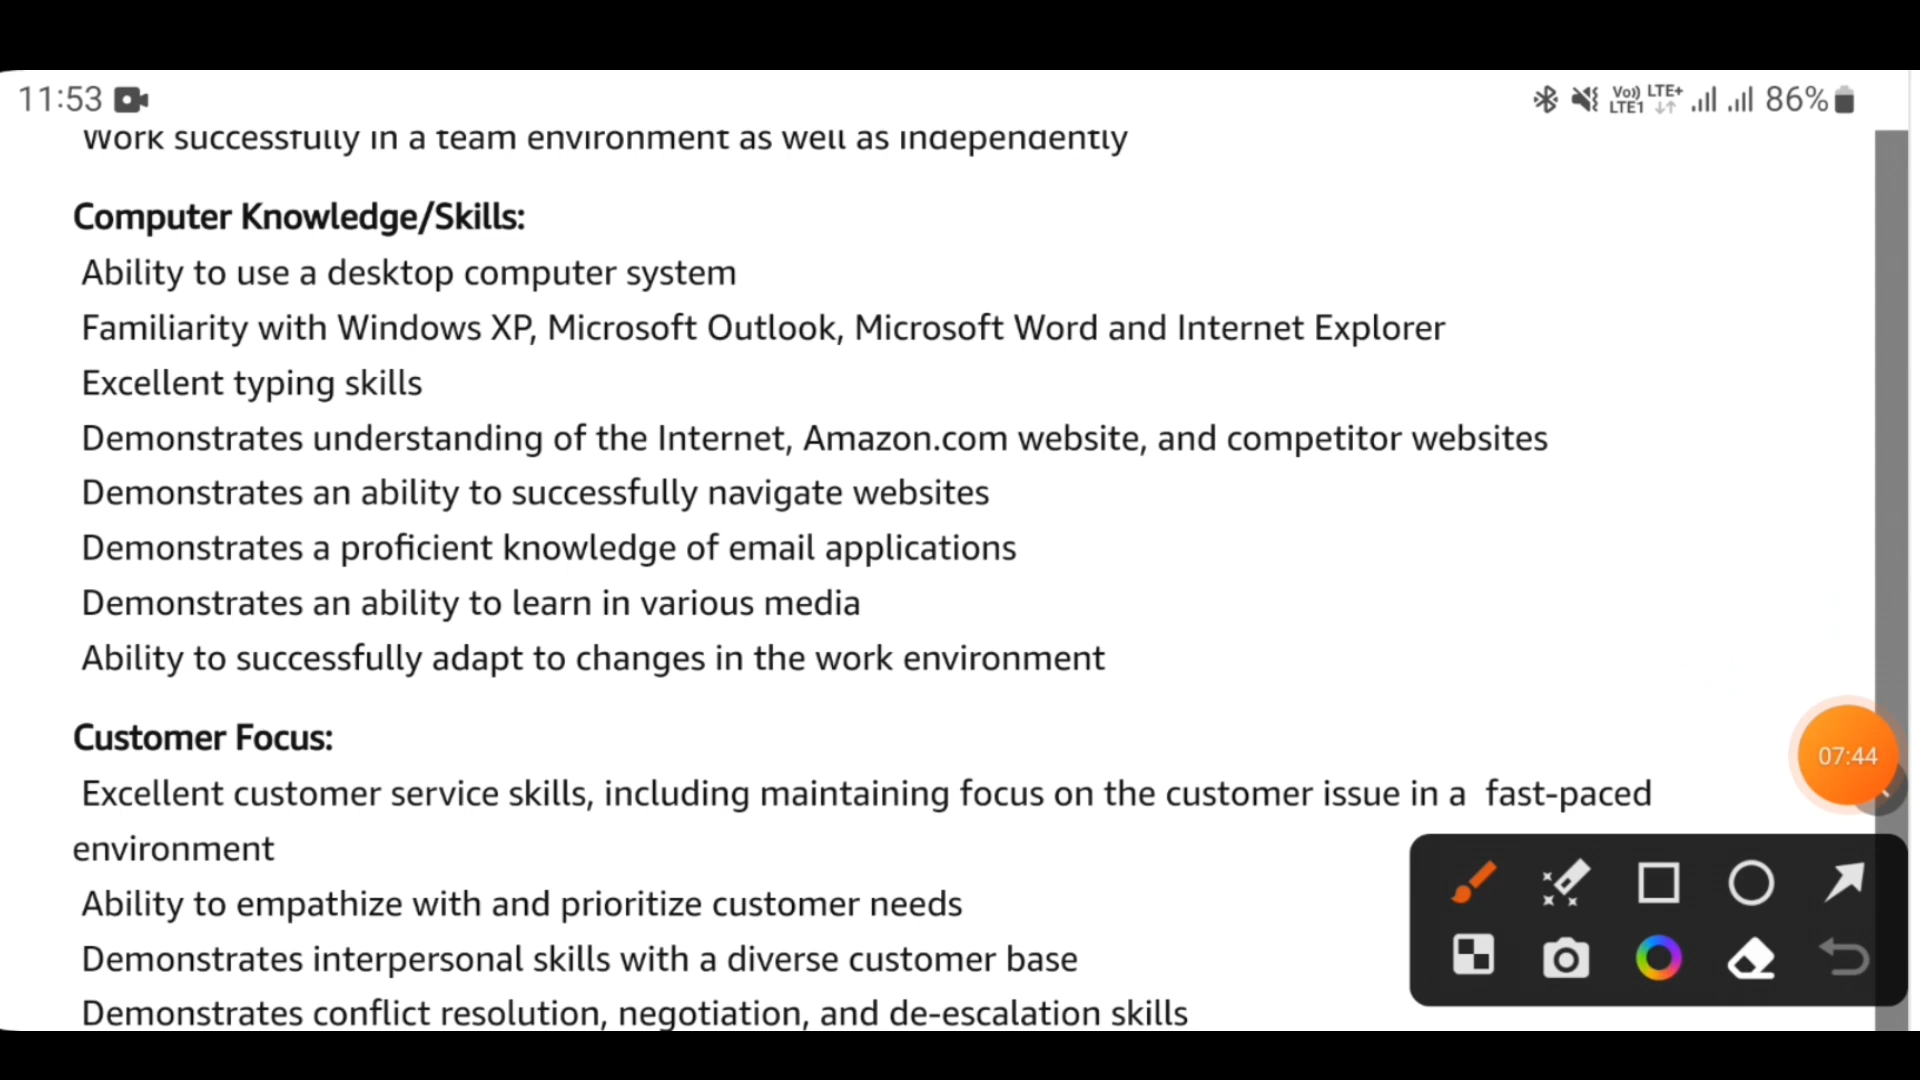 11:53
Vo)) LTE+
LTE1
86%
Work successfully in a team environment as well as independently
Computer Knowledge/Skills:
Ability to use a desktop computer system
Familiarity with Windows XP, Microsoft Outlook, Microsoft Word and Internet Explorer
Excellent typing skills
Demonstrates understanding of the Internet, Amazon.com website, and competitor websites
Demonstrates an ability to successfully navigate websites
Demonstrates a proficient knowledge of email applications
Demonstrates an ability to learn in various media
Ability to successfully adapt to changes in the work environment
Customer Focus:
07:44
Excellent customer service skills, including maintaining focus on the customer issue in a  fast-paced
environment
Ability to empathize with and prioritize customer needs
Demonstrates interpersonal skills with a diverse customer base
Demonstrates conflict resolution, negotiation, and de-escalation skills